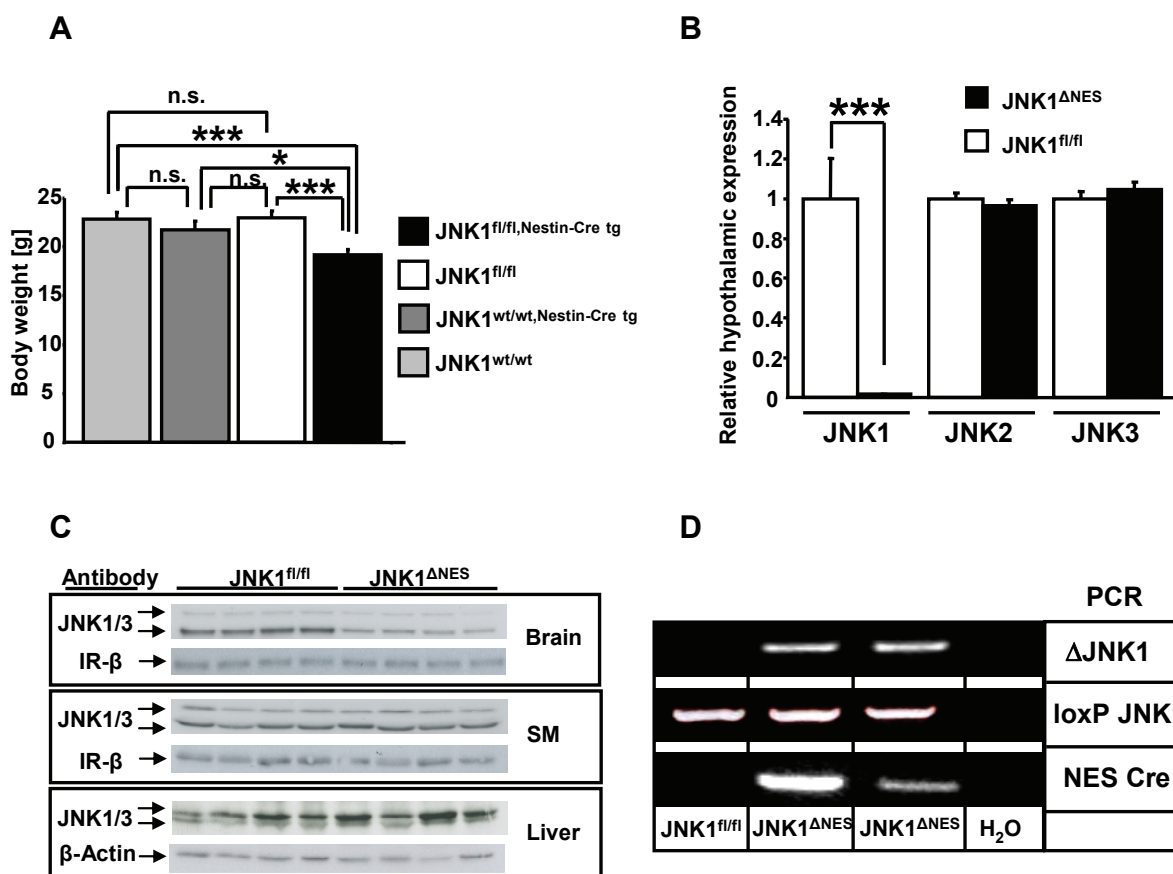 A
n.s.
***
*
n.s.
n.s.
***
25
20
15
10
5
0
Body weight [g]
JNK1fl/fl,Nestin-Cre tg
JNK1fl/fl
JNK1wt/wt,Nestin-Cre tg
JNK1wt/wt
B
JNK1ΔNES
JNK1fl/fl
***
1.4
1.2
1
0.8
0.6
0.4
0.2
0
Relative hypothalamic expression
JNK1
JNK2
JNK3
C
Antibody JNK1fl/fl JNK1ΔNES
JNK1/3
Brain
IR-β
JNK1/3
SM
IR-β
JNK1/3
Liver
β-Actin
D
PCR
ΔJNK1
loxP JNK
NES Cre
JNK1fl/fl JNK1ΔNES JNK1ΔNES H2O